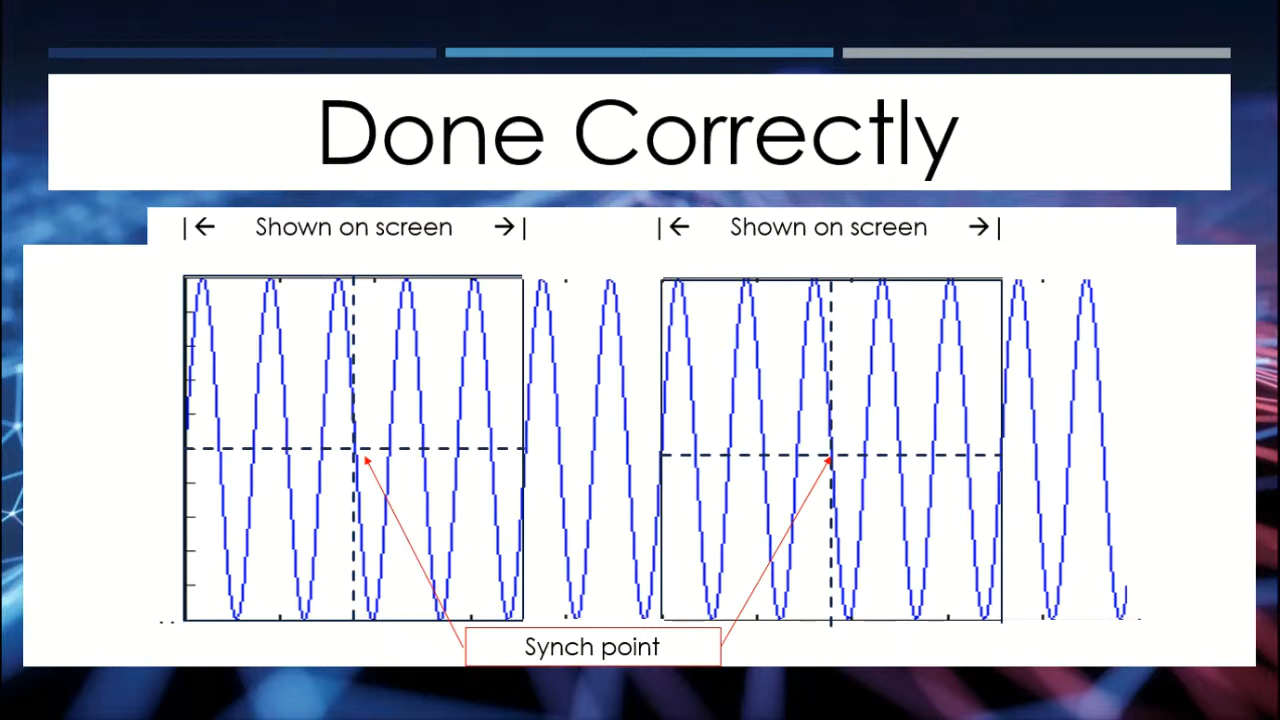 Done Correctly
|← Shown on screen →| |← Shown on screen →|
Synch point